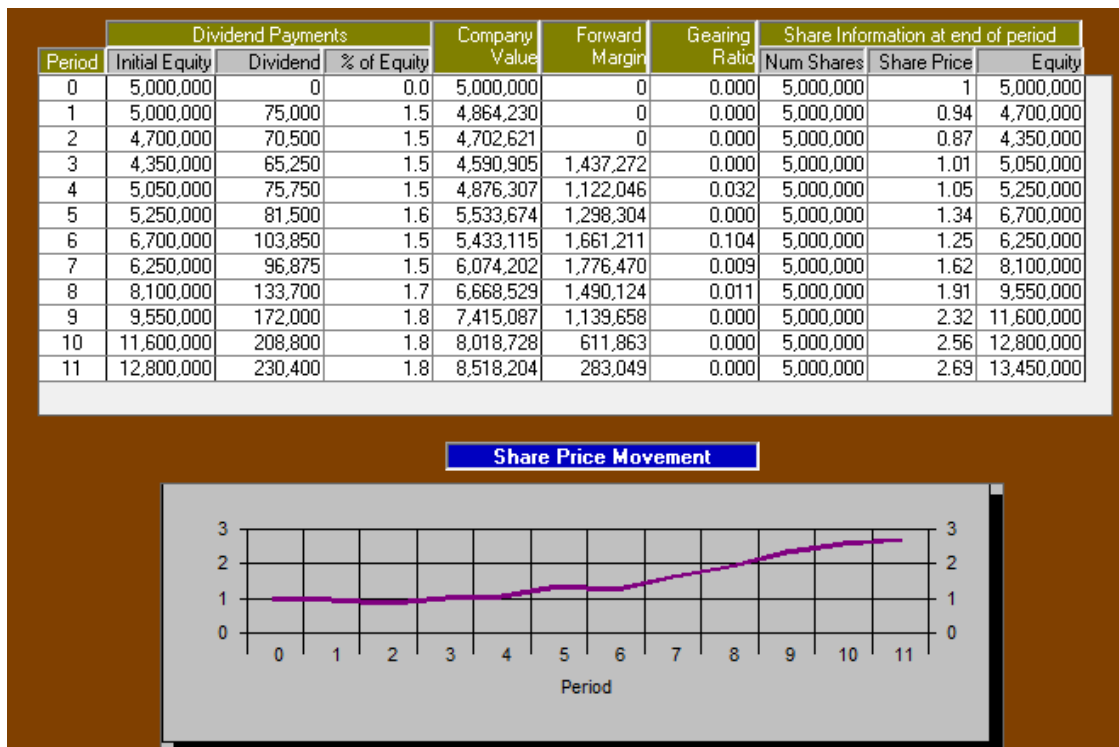 Dividend Payments Company Forward Gearing Share Information at end of period
Period Initial Equity Dividend % of Equity Value Margin Ratio Num Shares Share Price Equity
0 5,000,000 0 0.0 5,000,000 0 0.000 5,000,000 1 5,000,000
1 5,000,000 75,000 1.5 4,864,230 0 0.000 5,000,000 0.94 4,700,000
2 4,700,000 70,500 1.5 4,702,621 0 0.000 5,000,000 0.87 4,350,000
3 4,350,000 65,250 1.5 4,590,905 1,437,272 0.000 5,000,000 1.01 5,050,000
4 5,050,000 75,750 1.5 4,876,307 1,122,046 0.032 5,000,000 1.05 5,250,000
5 5,250,000 81,500 1.6 5,533,674 1,298,304 0.000 5,000,000 1.34 6,700,000
6 6,700,000 103,850 1.5 5,433,115 1,661,211 0.104 5,000,000 1.25 6,250,000
7 6,250,000 96,875 1.5 6,074,202 1,776,470 0.009 5,000,000 1.62 8,100,000
8 8,100,000 133,700 1.7 6,668,529 1,490,124 0.011 5,000,000 1.91 9,550,000
9 9,550,000 172,000 1.8 7,415,087 1,139,658 0.000 5,000,000 2.32 11,600,000
10 11,600,000 208,800 1.8 8,018,728 611,863 0.000 5,000,000 2.56 12,800,000
11 12,800,000 230,400 1.8 8,518,204 283,049 0.000 5,000,000 2.69 13,450,000
Share Price Movement
3 3
2 2
1 1
0 0
0 1 2 3 4 5 6 7 8 9 10 11
Period